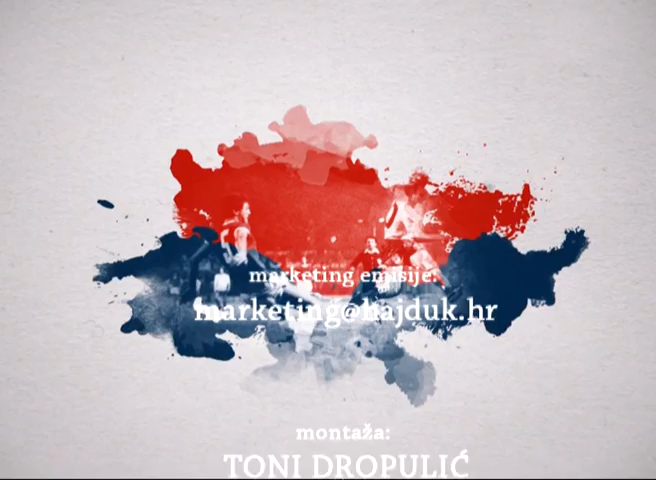 marketing emisije:
marketing@hajduk.hr
montaža:
TONI DROPULIĆ